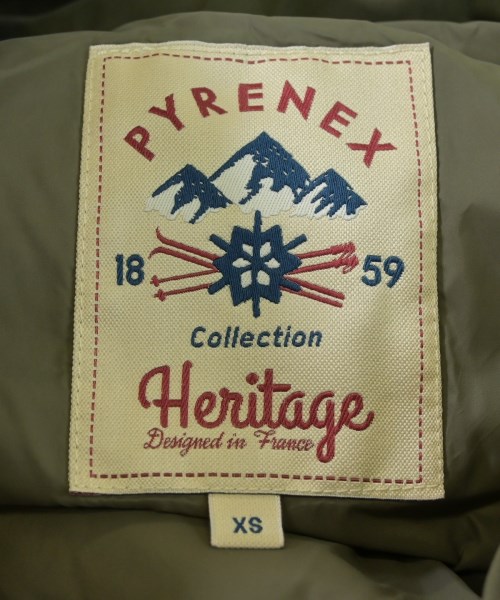 PYRENEX
18 59
Collection
Heritage
Designed in France
XS